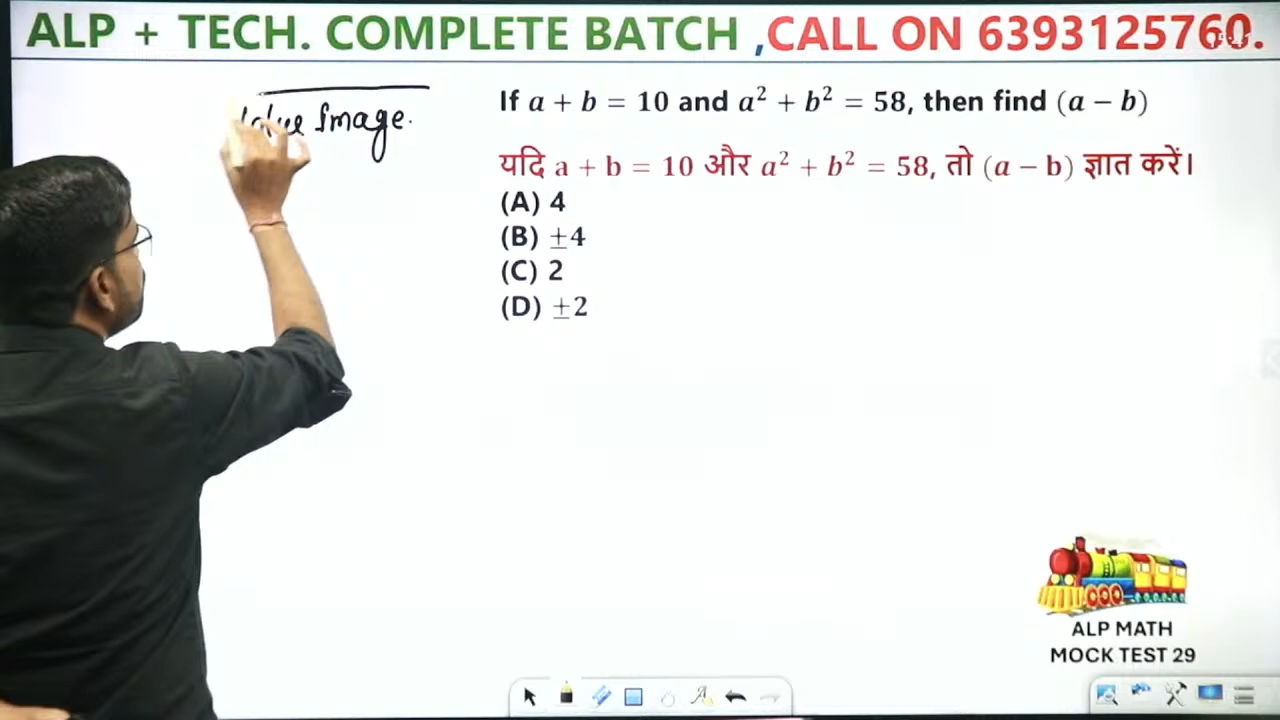 ALP + TECH. COMPLETE BATCH ,CALL ON 6393125760.
Image.
If a + b = 10 and a² + b² = 58, then find (a − b)
यदि a + b = 10 और a² + b² = 58, तो (a − b) ज्ञात करें।
(A) 4
(B) ±4
(C) 2
(D) ±2
ALP MATH
MOCK TEST 29